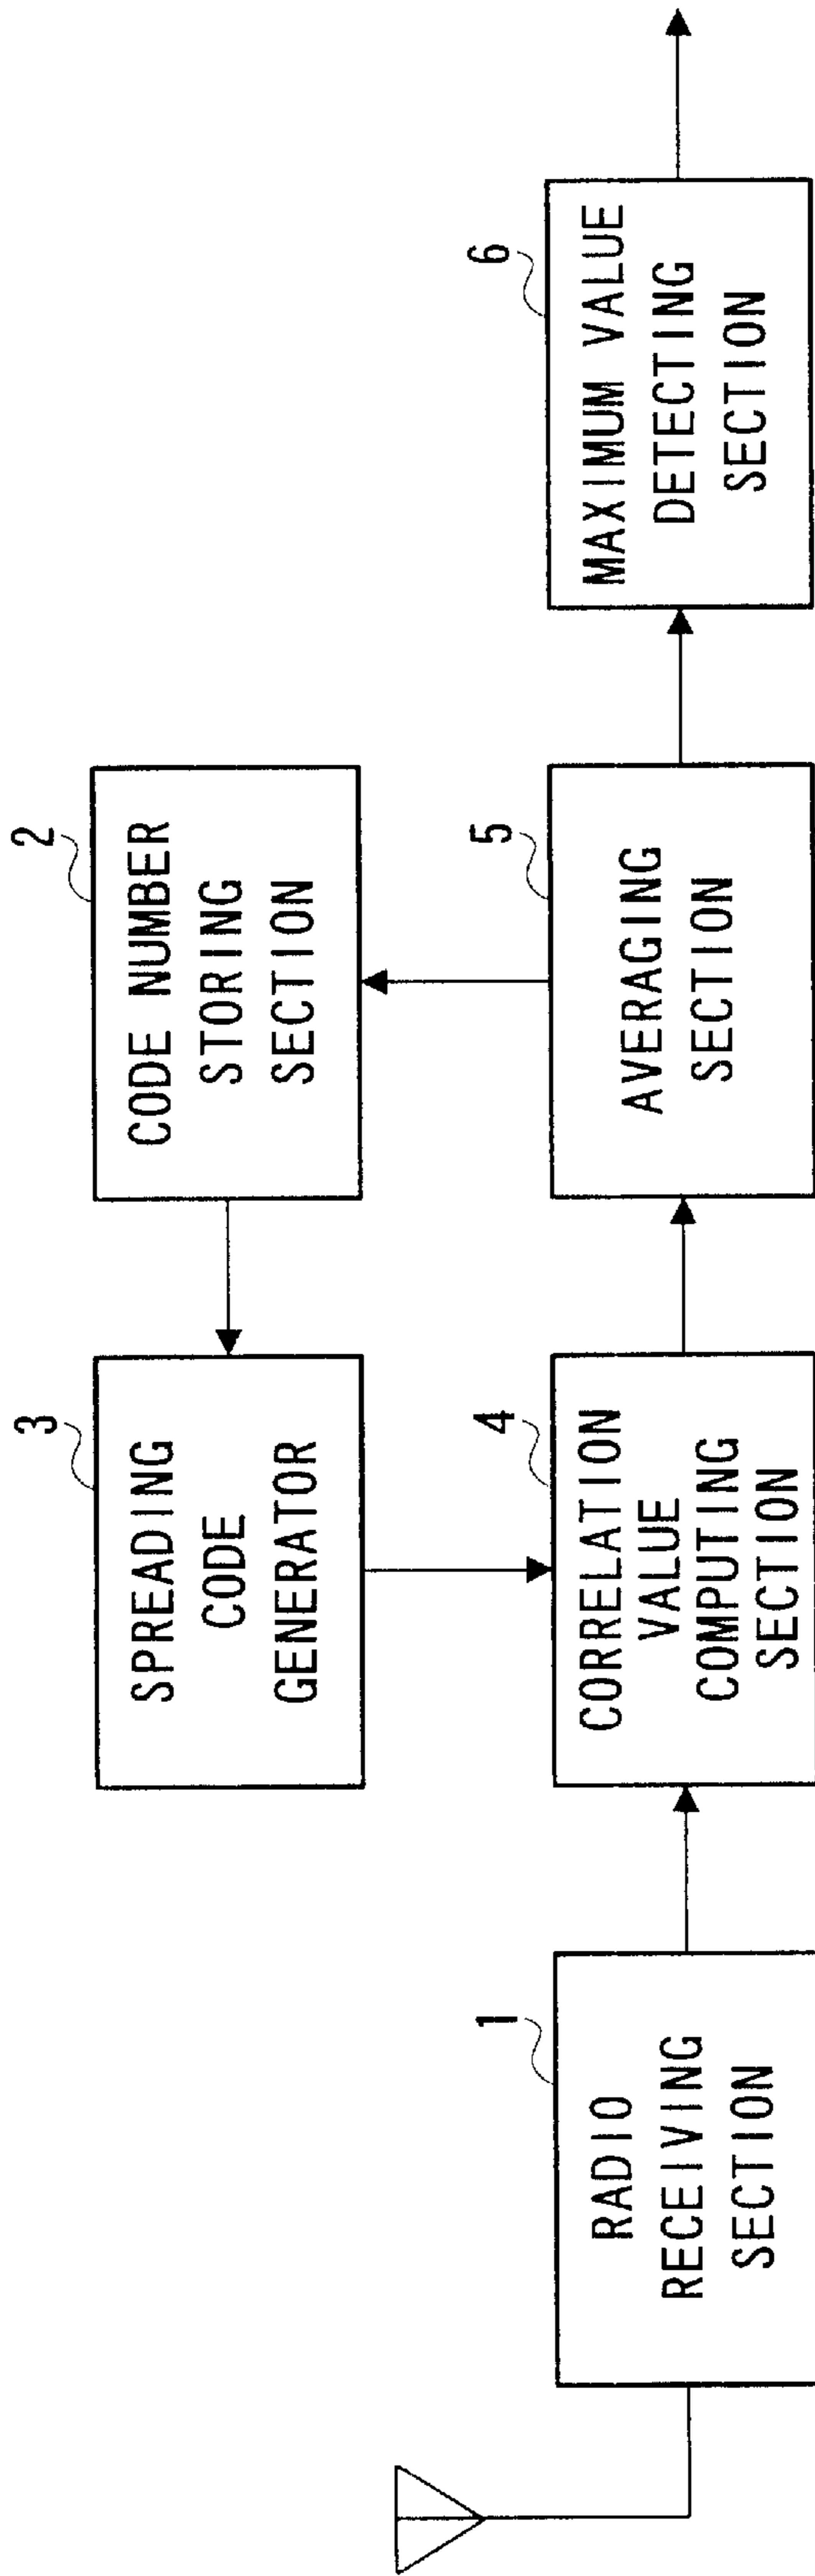 2
CODE NUMBER
STORING
SECTION
3
SPREADING
CODE
GENERATOR
1
RADIO
RECEIVING
SECTION
4
CORRELATION
VALUE
COMPUTING
SECTION
5
AVERAGING
SECTION
6
MAXIMUM VALUE
DETECTING
SECTION